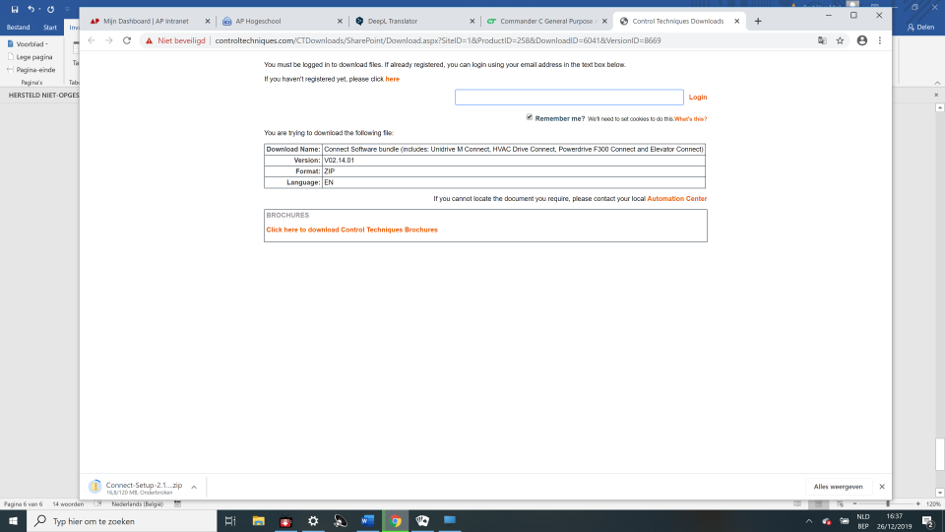 Bestand
Start
Voorblad
Lege pagina
Pagina-einde
Pagina's
HERSTELD NIET-OPGES
Delen
Mijn Dashboard | AP Intranet
AP Hogeschool
DeepL Translator
Commander C General Purpose
Control Techniques Downloads
Niet beveiligd
controltechniques.com/CTDownloads/SharePoint/Download.aspx?SiteID=1&ProductID=258&DownloadID=6041&VersionID=8669
You must be logged in to download files. If already registered, you can login using your email address in the text box below.
If you haven't registered yet, please click here
Login
Remember me? We'll need to set cookies to do this. What's this?
You are trying to download the following file:
Download Name: Connect Software bundle (includes: Unidrive M Connect, HVAC Drive Connect, Powerdrive F300 Connect and Elevator Connect)
Version: V02.14.01
Format: ZIP
Language: EN
If you cannot locate the document you require, please contact your local Automation Center
BROCHURES
Click here to download Control Techniques Brochures
Connect-Setup-2.1....zip
Onderbroken
Alles weergeven
Pagina 6 van 6 14 woorden Nederlands (België)
120%
Typ hier om te zoeken
NLD
BEP
16:37
26/12/2019